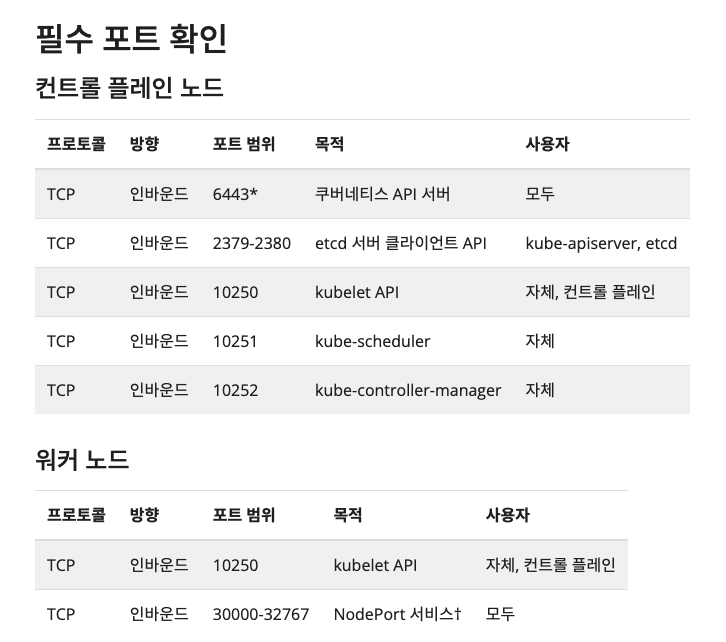 필수 포트 확인
컨트롤 플레인 노드
프로토콜 방향 포트 범위 목적 사용자
TCP 인바운드 6443* 쿠버네티스 API 서버 모두
TCP 인바운드 2379-2380 etcd 서버 클라이언트 API kube-apiserver, etcd
TCP 인바운드 10250 kubelet API 자체, 컨트롤 플레인
TCP 인바운드 10251 kube-scheduler 자체
TCP 인바운드 10252 kube-controller-manager 자체
워커 노드
프로토콜 방향 포트 범위 목적 사용자
TCP 인바운드 10250 kubelet API 자체, 컨트롤 플레인
TCP 인바운드 30000-32767 NodePort 서비스† 모두